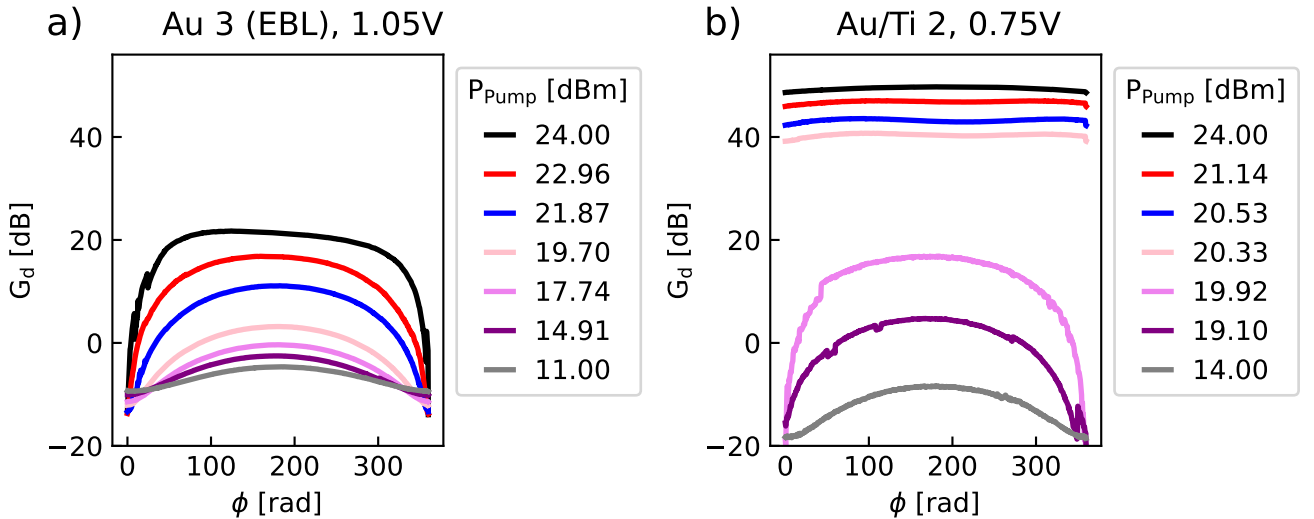 a) Au 3 (EBL), 1.05V
G_d [dB]
40
20
0
−20
0 100 200 300
ϕ [rad]
P_Pump [dBm]
24.00
22.96
21.87
19.70
17.74
14.91
11.00
b) Au/Ti 2, 0.75V
G_d [dB]
40
20
0
−20
0 100 200 300
ϕ [rad]
P_Pump [dBm]
24.00
21.14
20.53
20.33
19.92
19.10
14.00